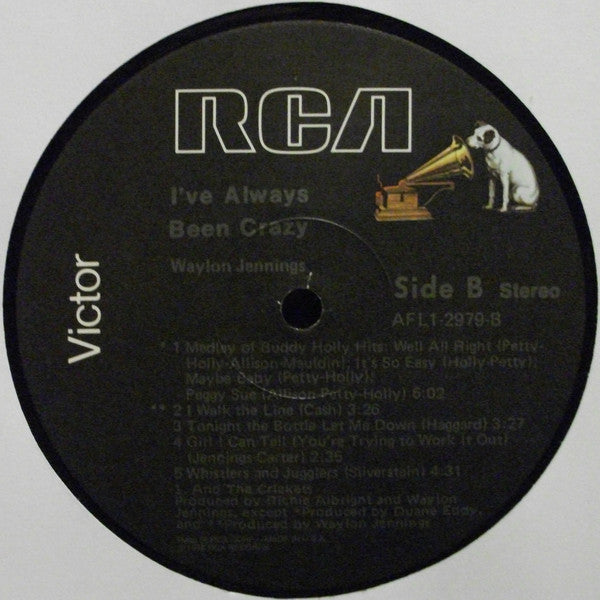 RCA
I've Always
Been Crazy
Waylon Jennings
Victor
Side B Stereo
AFL1-2979-B
* 1 Medley of Buddy Holly Hits: Well All Right (Petty-
Holly-Allison-Mauldin); It's So Easy (Holly-Petty);
Maybe Baby (Petty-Holly);
Peggy Sue (Allison-Petty-Holly) 6:02
** 2 I Walk the Line (Cash) 3:26
3 Tonight the Bottle Let Me Down (Haggard) 3:27
4 Girl I Can Tell (You're Trying to Work It Out)
(Jennings-Carter) 2:35
5 Whistlers and Jugglers (Silverstein) 4:31
1. And The Crickets
Produced by Richie Albright and Waylon
Jennings, except *Produced by Duane Eddy,
and **Produced by Waylon Jennings